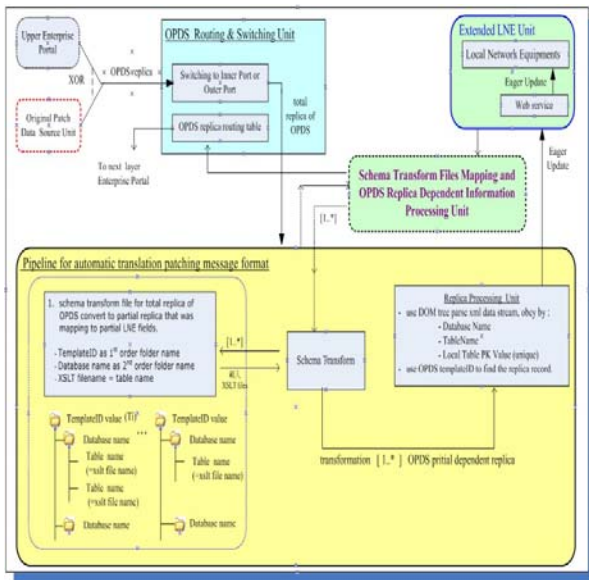 Upper Enterprise
Portal
XOR
OPDS replica
Original Patch
Data Source Unit
OPDS Routing & Switching Unit
Switching to Inner Port or
Outer Port
OPDS replica routing table
To next layer
Enterprise Portal
total
replica of
OPDS
Extended LNE Unit
Local Network Equipments
Eager Update
Web service
Eager
Update
Schema Transform Files Mapping and
OPDS Replica Dependent Information
Processing Unit
[1..*]
Pipeline for automatic translation patching message format
1. schema transform file for total replica of
OPDS convert to partial replica that was
mapping to partial LNE fields.
- TemplateID as 1st order folder name
- Database name as 2nd order folder name
- XSLT filename = table name
[1..*]
XSLT files
Schema Transform
Replica Processing Unit
- use DOM tree parse xml data stream, obey by :
- Database Name
- TableName
- Local Table PK Value (unique)
- use OPDS templateID to find the replica record.
TemplateID value (Ti)
Database name
Table name
(=xslt file name)
Table name
(=xslt file name)
Database name
...
TemplateID value
Database name
Table name
(=xslt file name)
Database name
transformation [1..*] OPDS pritial dependent replica